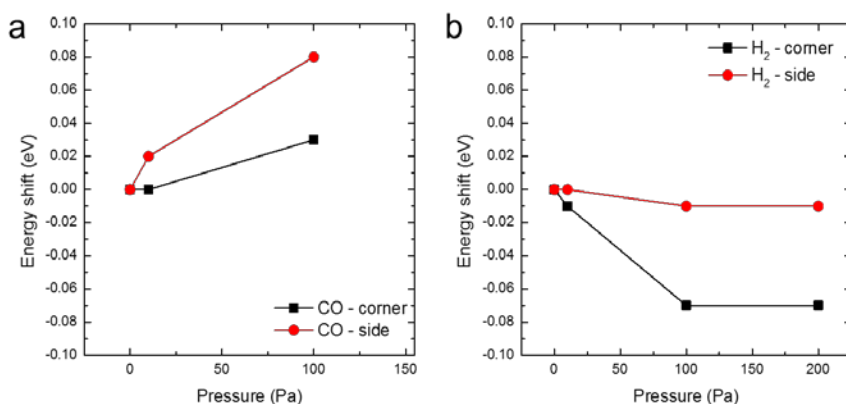 a
0.10
0.08
0.06
0.04
0.02
0.00
-0.02
-0.04
-0.06
-0.08
-0.10
Energy shift (eV)
CO - corner
CO - side
0 50 100 150
Pressure (Pa)
b
0.10
0.08
0.06
0.04
0.02
0.00
-0.02
-0.04
-0.06
-0.08
-0.10
Energy shift (eV)
H₂ - corner
H₂ - side
0 50 100 150 200
Pressure (Pa)